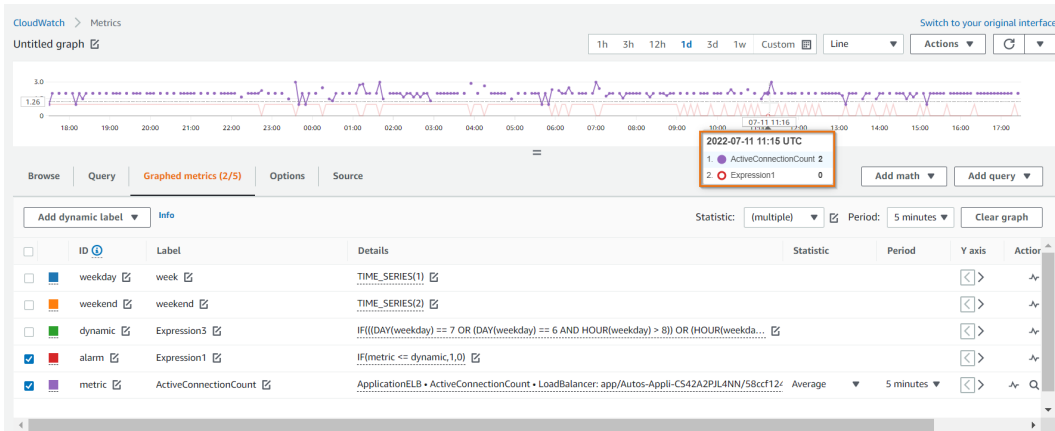 CloudWatch > Metrics
Switch to your original interface
Untitled graph
1h 3h 12h 1d 3d 1w Custom Line Actions
3.0
1.26
0
18:00 19:00 20:00 21:00 22:00 23:00 00:00 01:00 02:00 03:00 04:00 05:00 06:00 07:00 08:00 09:00 10:00 12:00 13:00 14:00 15:00 16:00 17:00
07-11 11:16
2022-07-11 11:15 UTC
1. ActiveConnectionCount 2
2. Expression1 0
Browse Query Graphed metrics (2/5) Options Source Add math Add query
Add dynamic label Info Statistic: (multiple) Period: 5 minutes Clear graph
ID Label Details Statistic Period Y axis Action
weekday week TIME_SERIES(1)
weekend weekend TIME_SERIES(2)
dynamic Expression3 IF(((DAY(weekday) == 7 OR (DAY(weekday) == 6 AND HOUR(weekday) > 8)) OR (HOUR(weekda...
alarm Expression1 IF(metric <= dynamic,1,0)
metric ActiveConnectionCount ApplicationELB • ActiveConnectionCount • LoadBalancer: app/Autos-Appli-CS42A2PJL4NN/58ccf124 Average 5 minutes